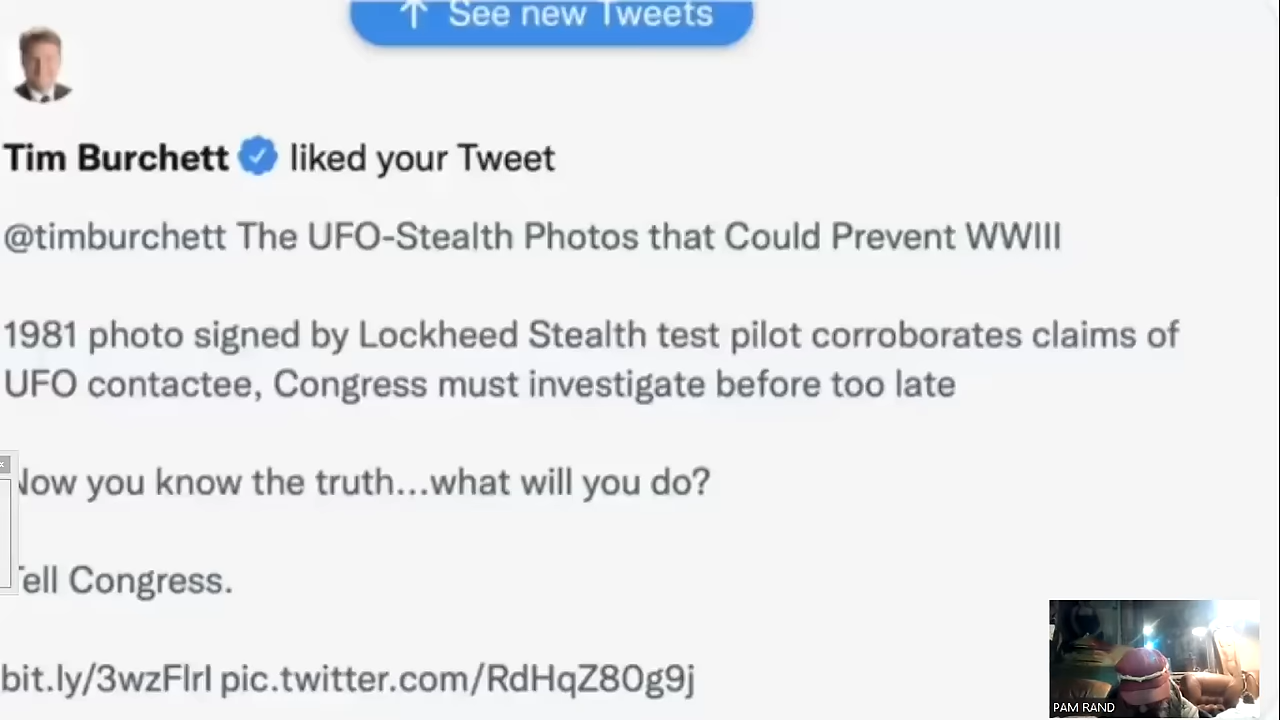 See new Tweets
Tim Burchett liked your Tweet
@timburchett The UFO-Stealth Photos that Could Prevent WWIII
1981 photo signed by Lockheed Stealth test pilot corroborates claims of
UFO contactee, Congress must investigate before too late
Now you know the truth...what will you do?
Tell Congress.
bit.ly/3wzFlrI pic.twitter.com/RdHqZ8Og9j
PAM RAND